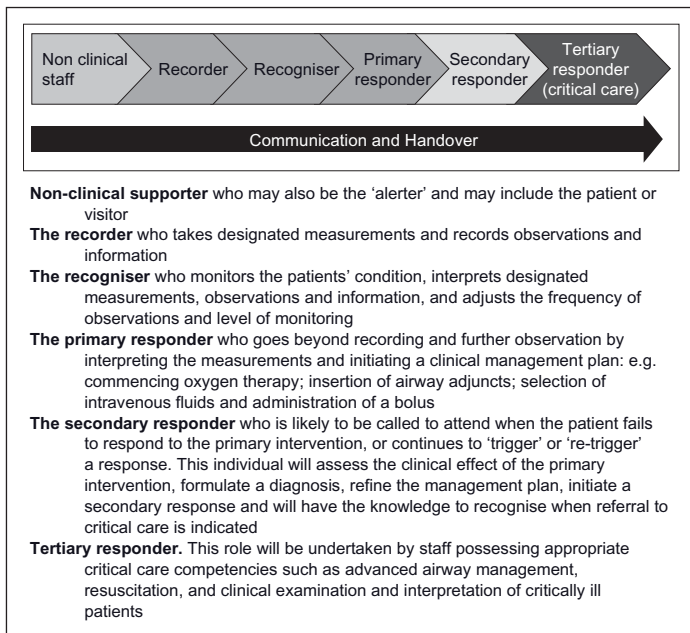 Non clinical
staff
Recorder
Recogniser
Primary
responder
Secondary
responder
Tertiary
responder
(critical care)
Communication and Handover
Non-clinical supporter who may also be the ‘alerter’ and may include the patient or
visitor
The recorder who takes designated measurements and records observations and
information
The recogniser who monitors the patients’ condition, interprets designated
measurements, observations and information, and adjusts the frequency of
observations and level of monitoring
The primary responder who goes beyond recording and further observation by
interpreting the measurements and initiating a clinical management plan: e.g.
commencing oxygen therapy; insertion of airway adjuncts; selection of
intravenous fluids and administration of a bolus
The secondary responder who is likely to be called to attend when the patient fails
to respond to the primary intervention, or continues to ‘trigger’ or ‘re-trigger’
a response. This individual will assess the clinical effect of the primary
intervention, formulate a diagnosis, refine the management plan, initiate a
secondary response and will have the knowledge to recognise when referral to
critical care is indicated
Tertiary responder. This role will be undertaken by staff possessing appropriate
critical care competencies such as advanced airway management,
resuscitation, and clinical examination and interpretation of critically ill
patients